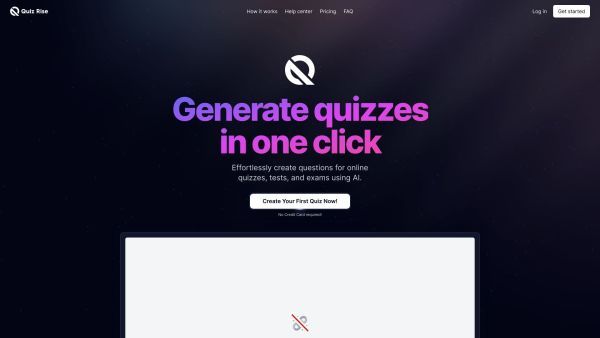 Quiz Rise
How it works
Help center
Pricing
FAQ
Log in
Get started
Generate quizzes
in one click
Effortlessly create questions for online
quizzes, tests, and exams using AI.
Create Your First Quiz Now!
No Credit Card required!